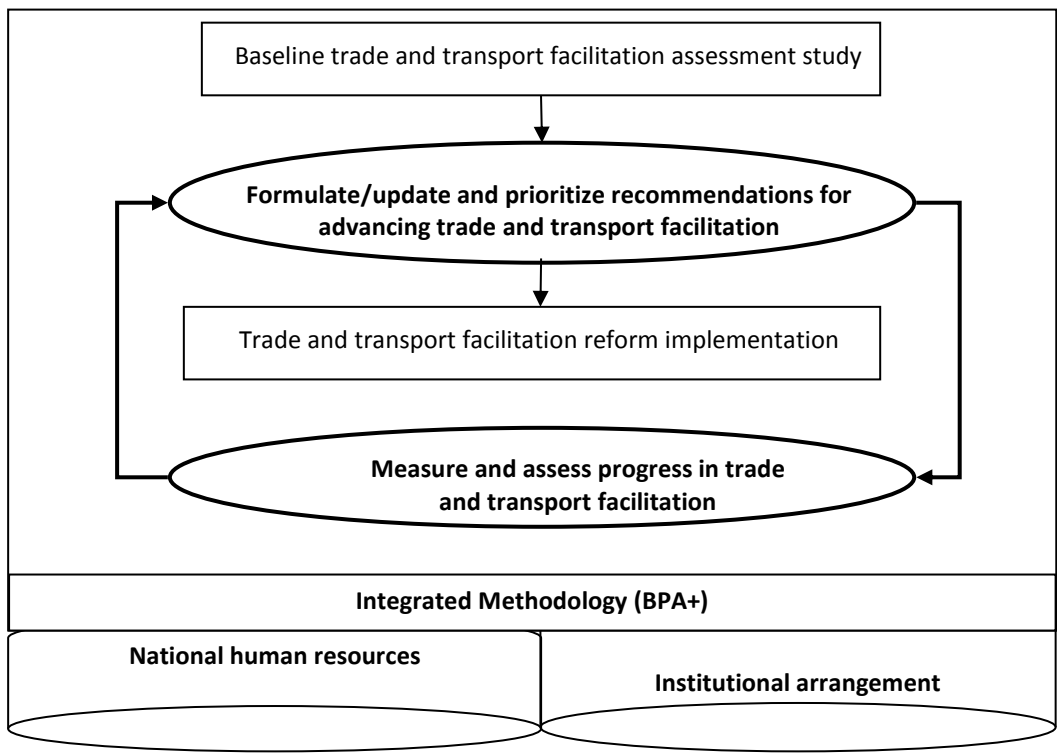 Baseline trade and transport facilitation assessment study
Formulate/update and prioritize recommendations for
advancing trade and transport facilitation
Trade and transport facilitation reform implementation
Measure and assess progress in trade
and transport facilitation
Integrated Methodology (BPA+)
National human resources
Institutional arrangement